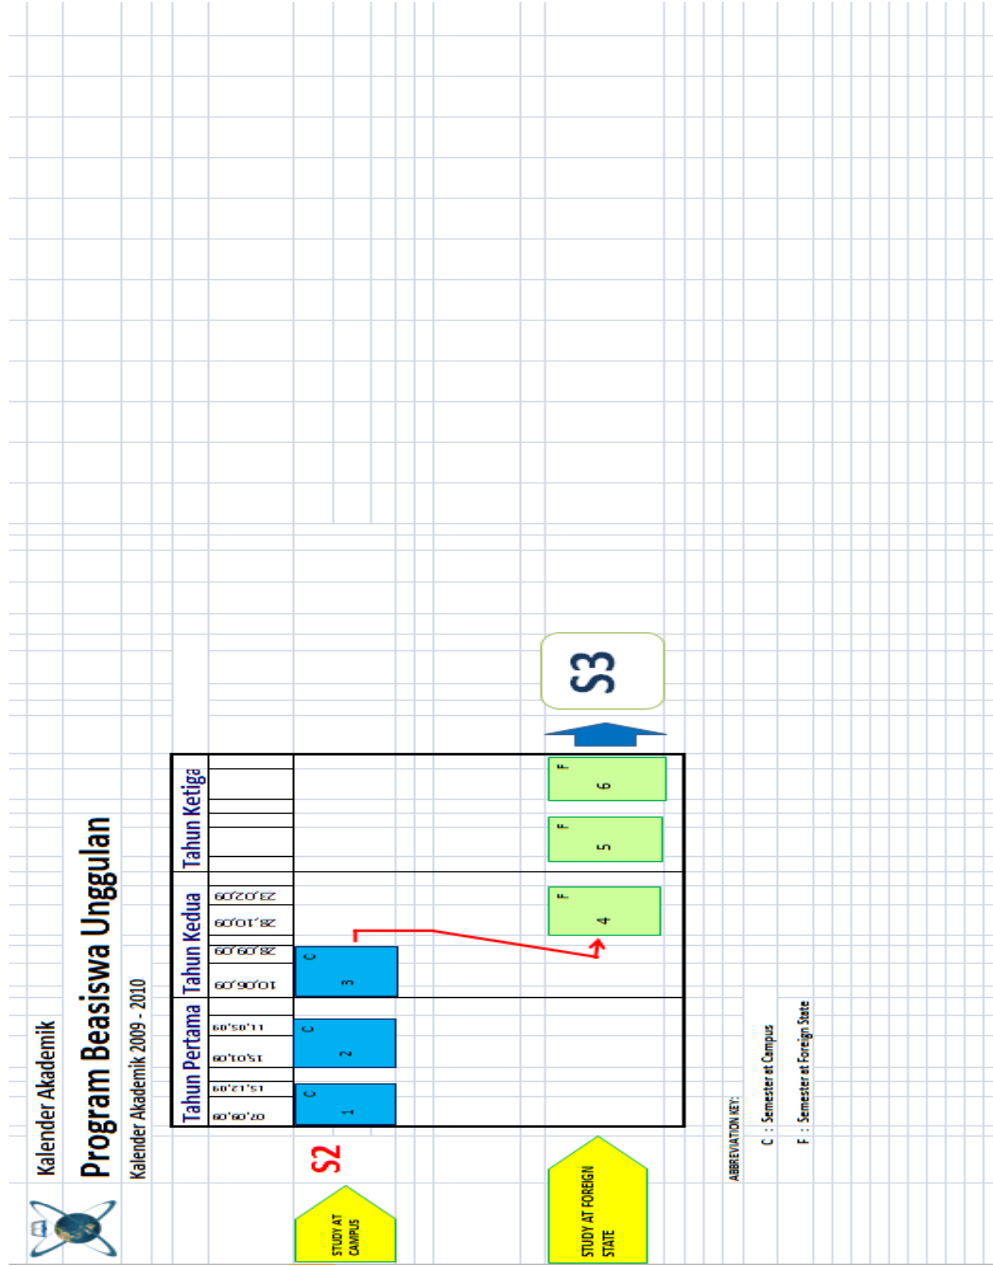 Kalender Akademik
Program Beasiswa Unggulan
Kalender Akademik 2009 - 2010
Tahun Pertama Tahun Kedua Tahun Ketiga
07,09,09 15,12,09 15,01,09 11,05,09 10,06,09 28,09,09 28,10,09 23,02,09
S2
STUDY AT
CAMPUS
1 C
2 C
3 C
STUDY AT FOREIGN
STATE
4 F
5 F
6 F
S3
ABBREVIATION KEY:
C : Semester at Campus
F : Semester at Foreign State